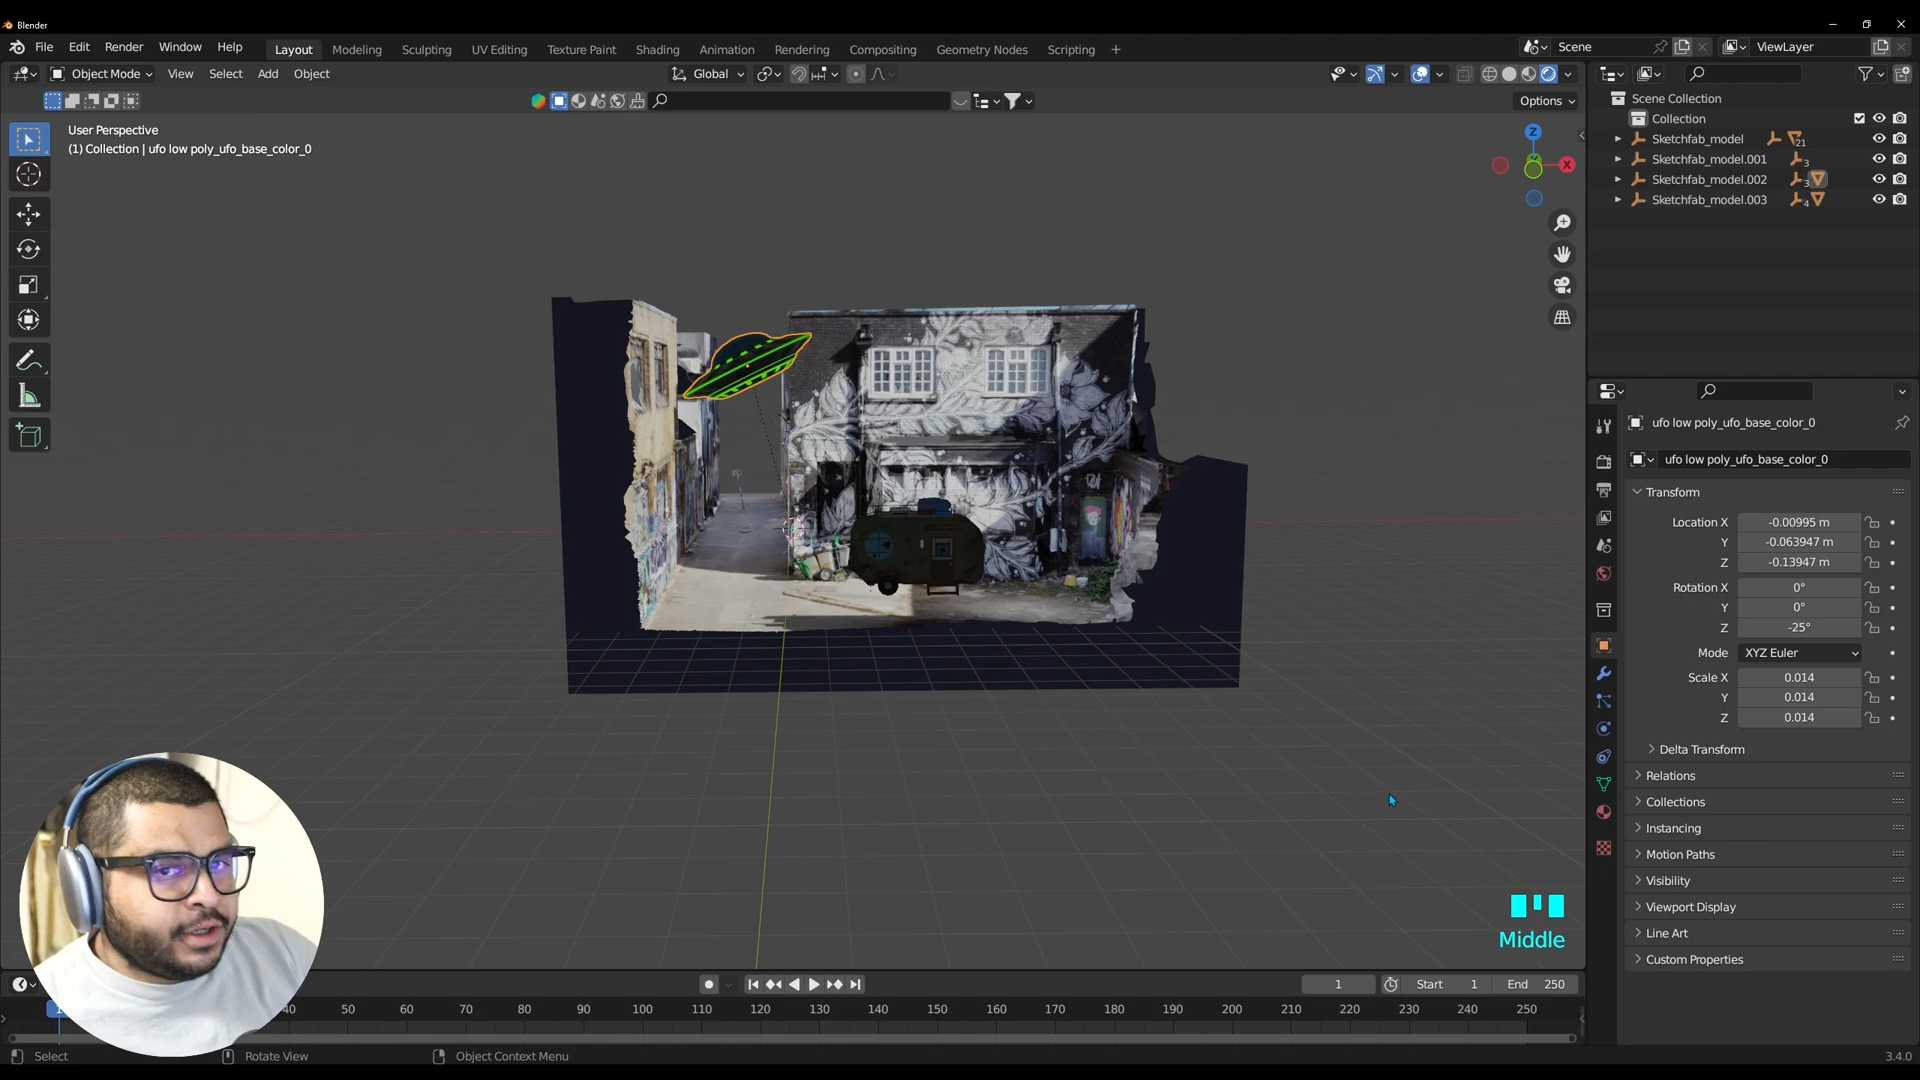 Blender
File Edit Render Window Help
Layout Modeling Sculpting UV Editing Texture Paint Shading Animation Rendering Compositing Geometry Nodes Scripting +
Scene
ViewLayer
Object Mode View Select Add Object
Global
Options
User Perspective
(1) Collection | ufo low poly_ufo_base_color_0
Z
X
Scene Collection
Collection
Sketchfab_model 21
Sketchfab_model.001 3
Sketchfab_model.002 3
Sketchfab_model.003 4
ufo low poly_ufo_base_color_0
ufo low poly_ufo_base_color_0
Transform
Location X -0.00995 m
Y -0.063947 m
Z -0.13947 m
Rotation X 0°
Y 0°
Z -25°
Mode XYZ Euler
Scale X 0.014
Y 0.014
Z 0.014
Delta Transform
Relations
Collections
Instancing
Motion Paths
Visibility
Viewport Display
Line Art
Custom Properties
Middle
1 Start 1 End 250
1 40 50 60 70 80 90 100 110 120 130 140 150 160 170 180 190 200 210 220 230 240 250
Select Rotate View Object Context Menu 3.4.0